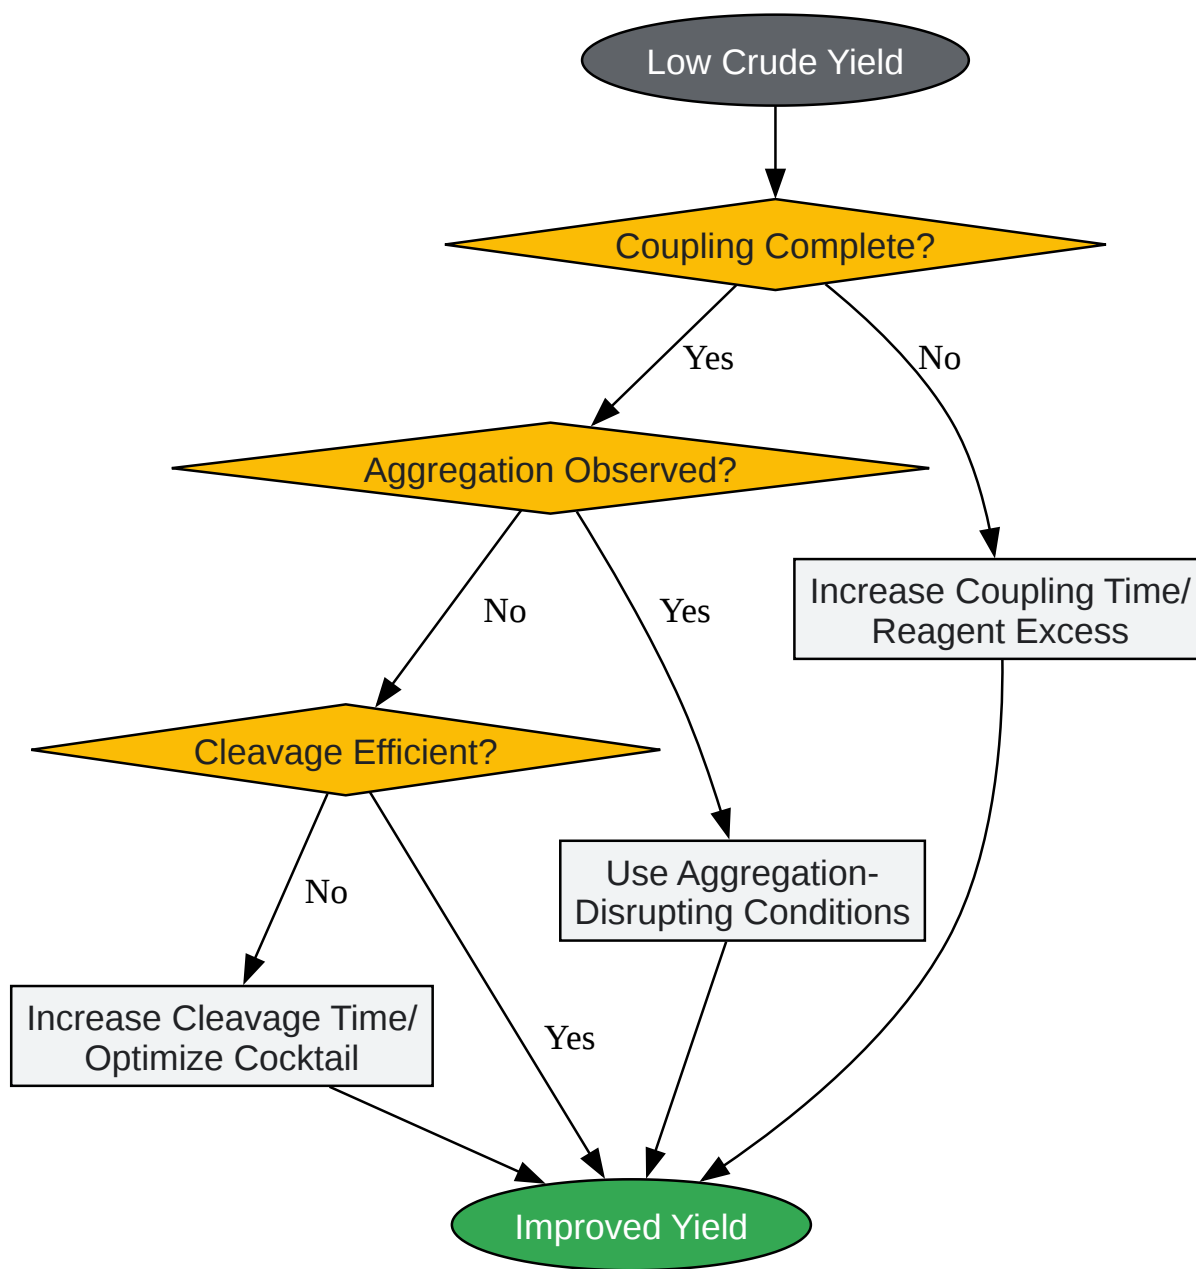 Low Crude Yield
Coupling Complete?
Yes
No
Aggregation Observed?
No
Yes
Increase Coupling Time/
Reagent Excess
Cleavage Efficient?
No
Use Aggregation-
Disrupting Conditions
Increase Cleavage Time/
Optimize Cocktail
Yes
Improved Yield